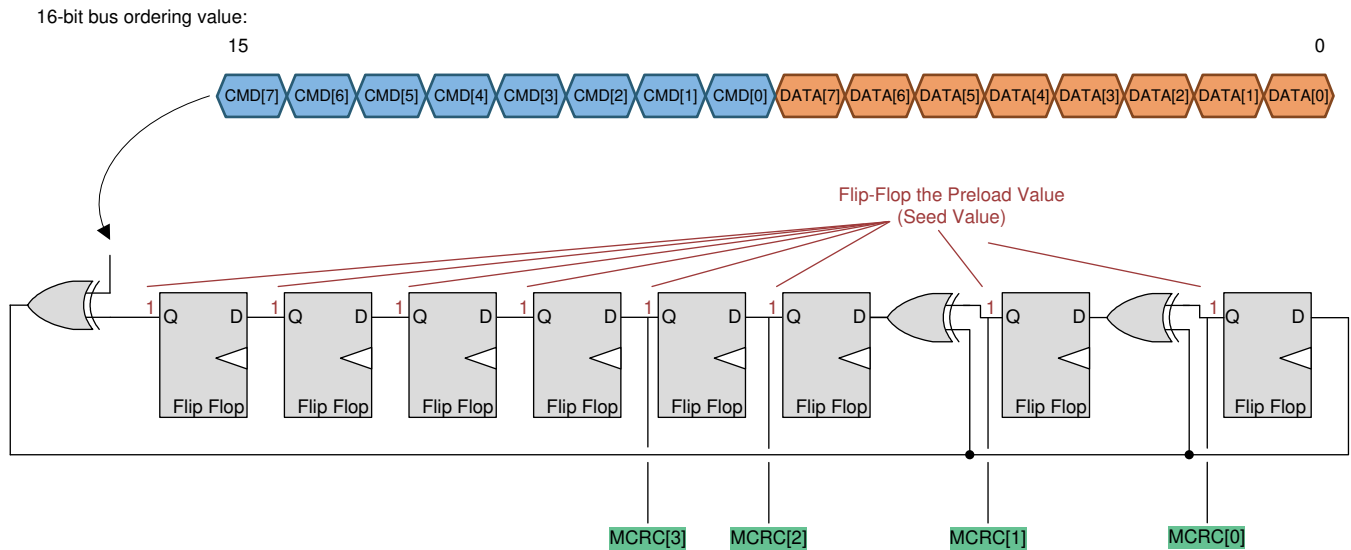 16-bit bus ordering value:
15 0
CMD[7] CMD[6] CMD[5] CMD[4] CMD[3] CMD[2] CMD[1] CMD[0] DATA[7] DATA[6] DATA[5] DATA[4] DATA[3] DATA[2] DATA[1] DATA[0]
Flip-Flop the Preload Value
(Seed Value)
1 1 1 1 1 1 1 1
Q D Q D Q D Q D Q D Q D Q D Q D
Flip Flop Flip Flop Flip Flop Flip Flop Flip Flop Flip Flop Flip Flop Flip Flop
MCRC[3] MCRC[2] MCRC[1] MCRC[0]